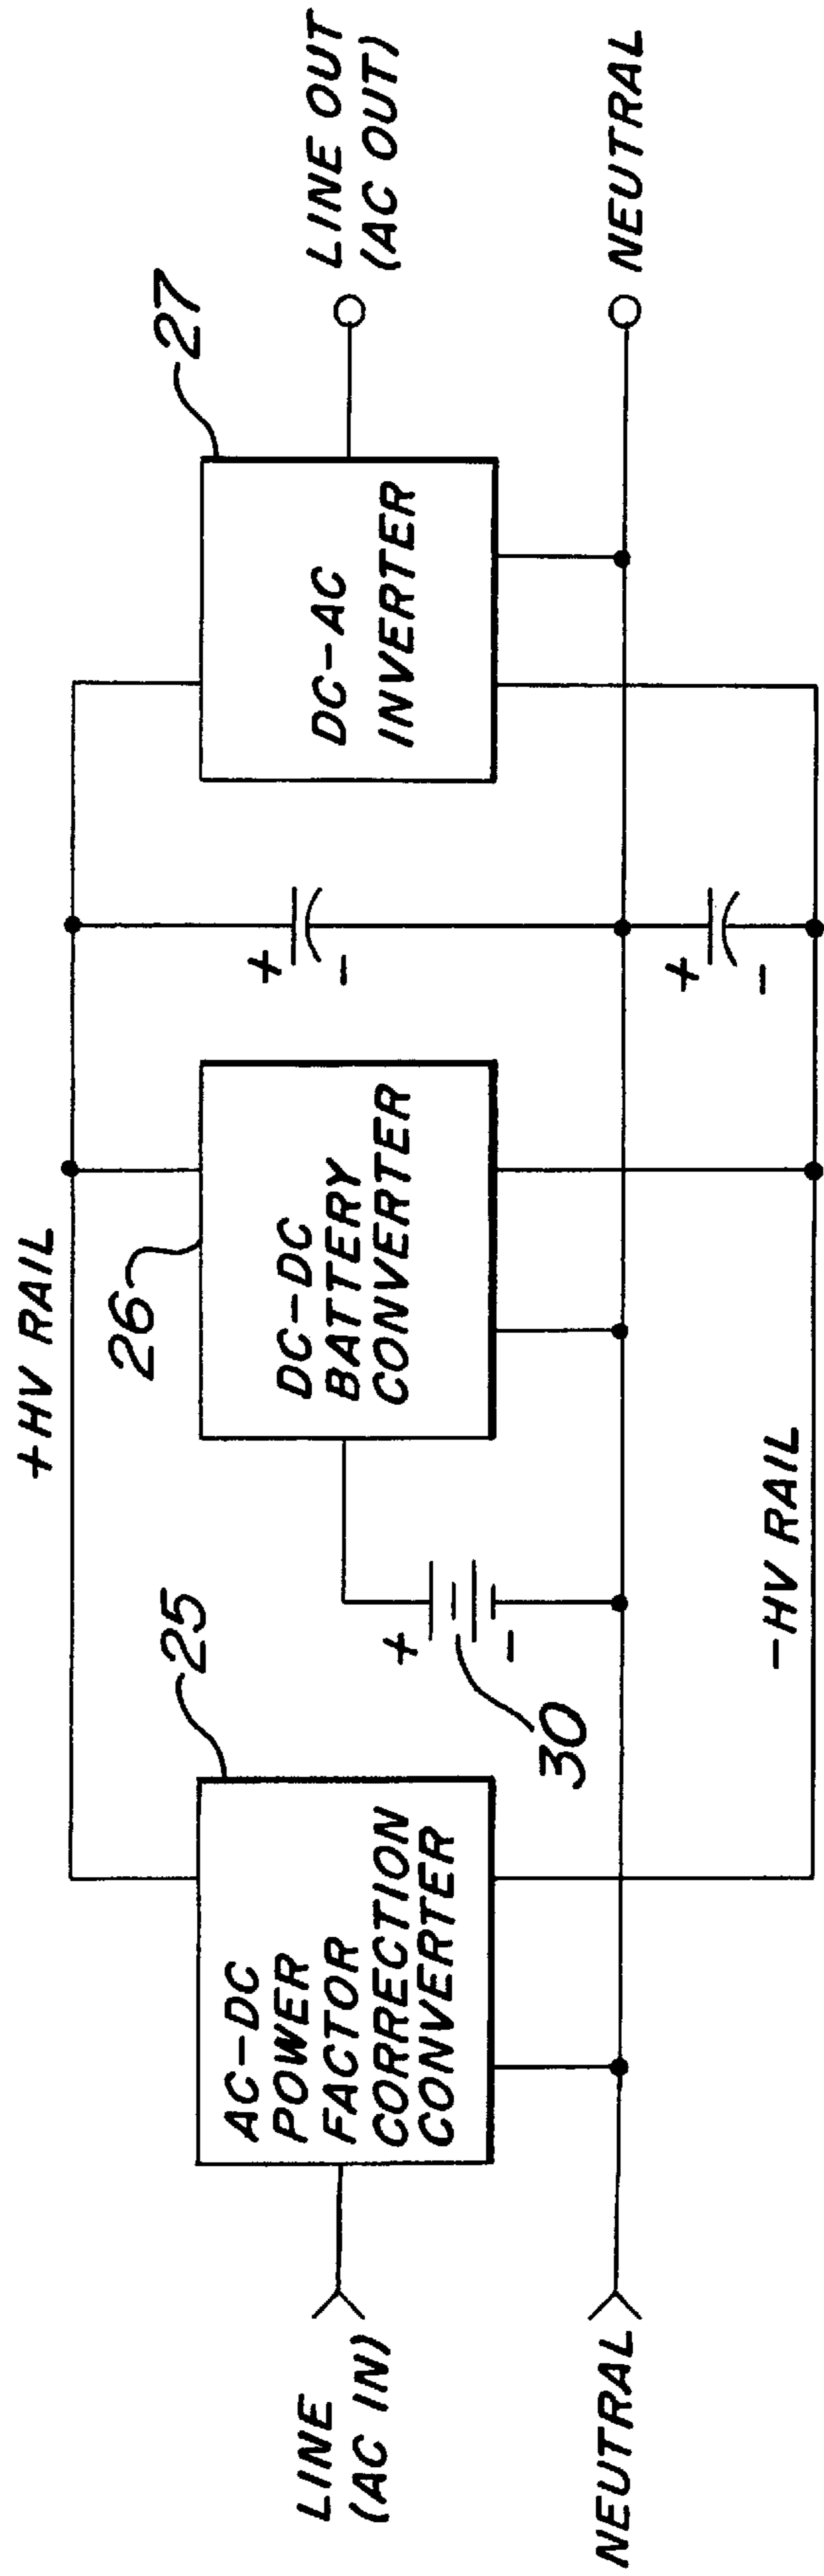 +HV RAIL
25
26
27
LINE
(AC IN)
AC-DC
POWER
FACTOR
CORRECTION
CONVERTER
+
-
30
DC-DC
BATTERY
CONVERTER
+
-
DC-AC
INVERTER
LINE OUT
(AC OUT)
NEUTRAL
+
-
NEUTRAL
-HV RAIL